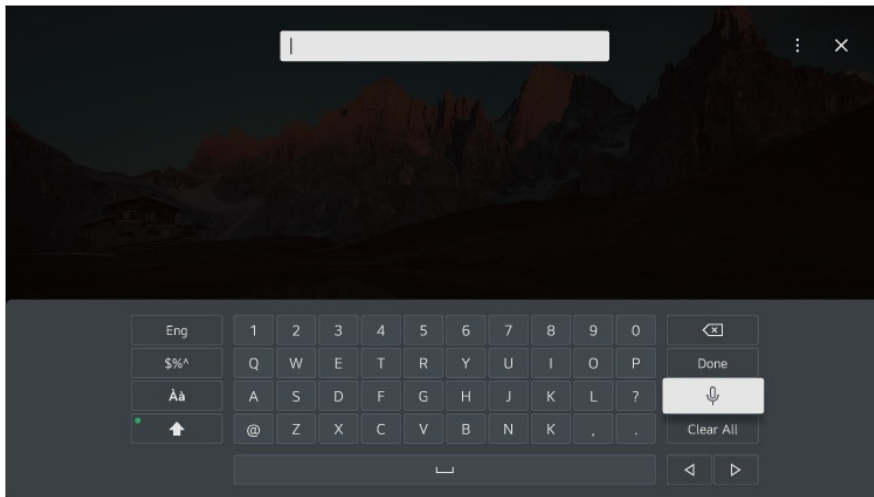 Eng 1 2 3 4 5 6 7 8 9 0
$%^ Q W E T R Y U I O P Done
Àà A S D F G H J K L ?
@ Z X C V B N K , . Clear All